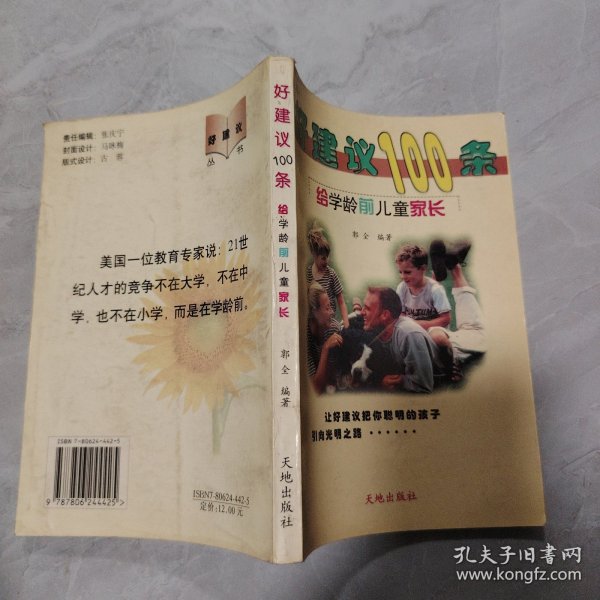 责任编辑：张庆宁
封面设计：马咏梅
版式设计：古蓉
好建议
丛书
美国一位教育专家说：21世
纪人才的竞争不在大学，不在中
学，也不在小学，而是在学龄前。
ISBN 7-80624-442-5
9 787806 244425 >
ISBN7-80624-442-5
定价：12.00元
好建议100条
给学龄前儿童家长
郭全 编著
天地出版社
好建议100条
给学龄前儿童家长
郭全 编著
让好建议把你聪明的孩子
引向光明之路……
天地出版社
孔夫子旧书网
www.kongfz.com